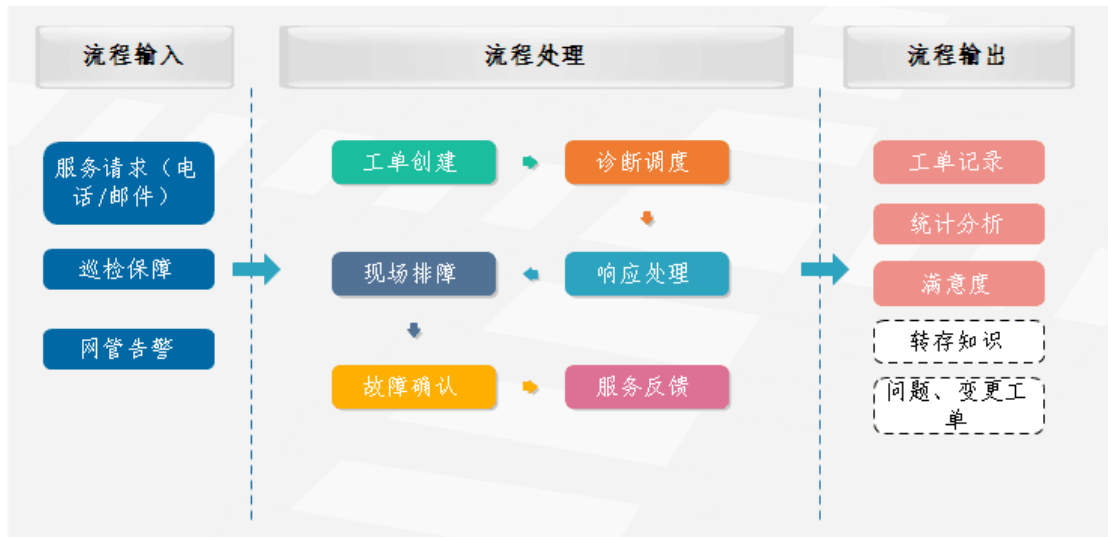 流程输入
流程处理
流程输出
服务请求（电
话/邮件）
巡检保障
网管告警
工单创建
诊断调度
现场排障
响应处理
故障确认
服务反馈
工单记录
统计分析
满意度
转存知识
问题、变更工
单